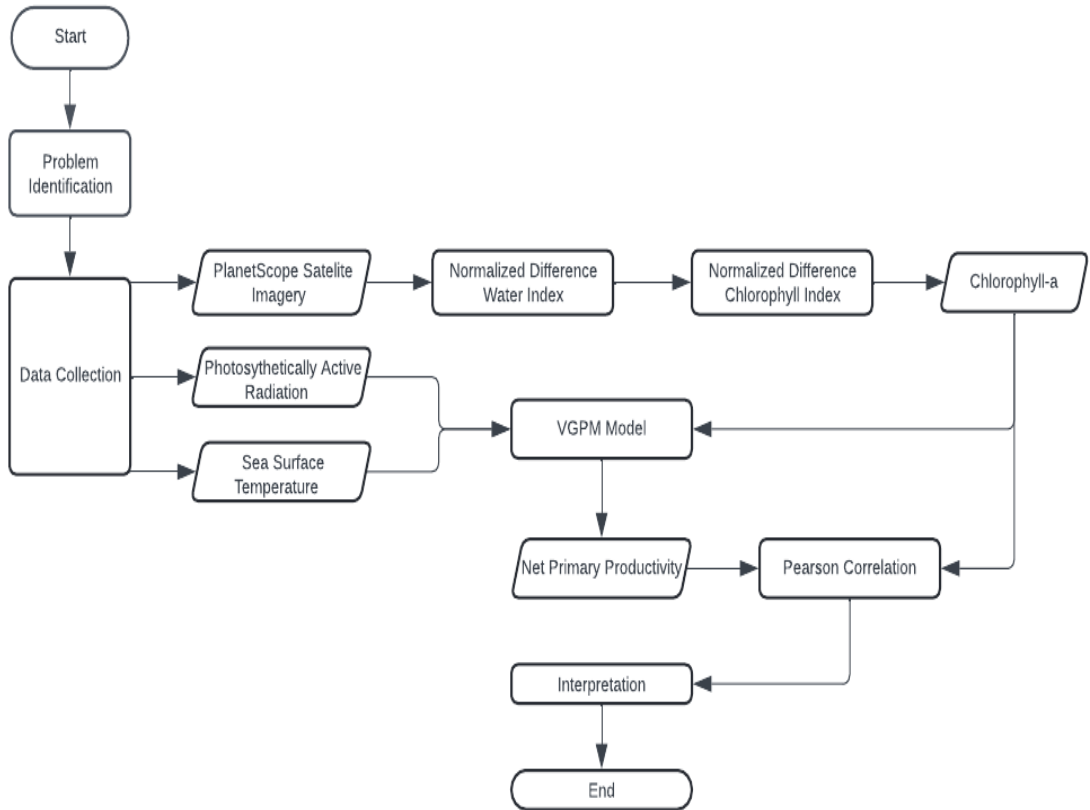 Start
Problem
Identification
Data Collection
PlanetScope Satelite
Imagery
Normalized Difference
Water Index
Normalized Difference
Chlorophyll Index
Chlorophyll-a
Photosythetically Active
Radiation
Sea Surface
Temperature
VGPM Model
Net Primary Productivity
Pearson Correlation
Interpretation
End